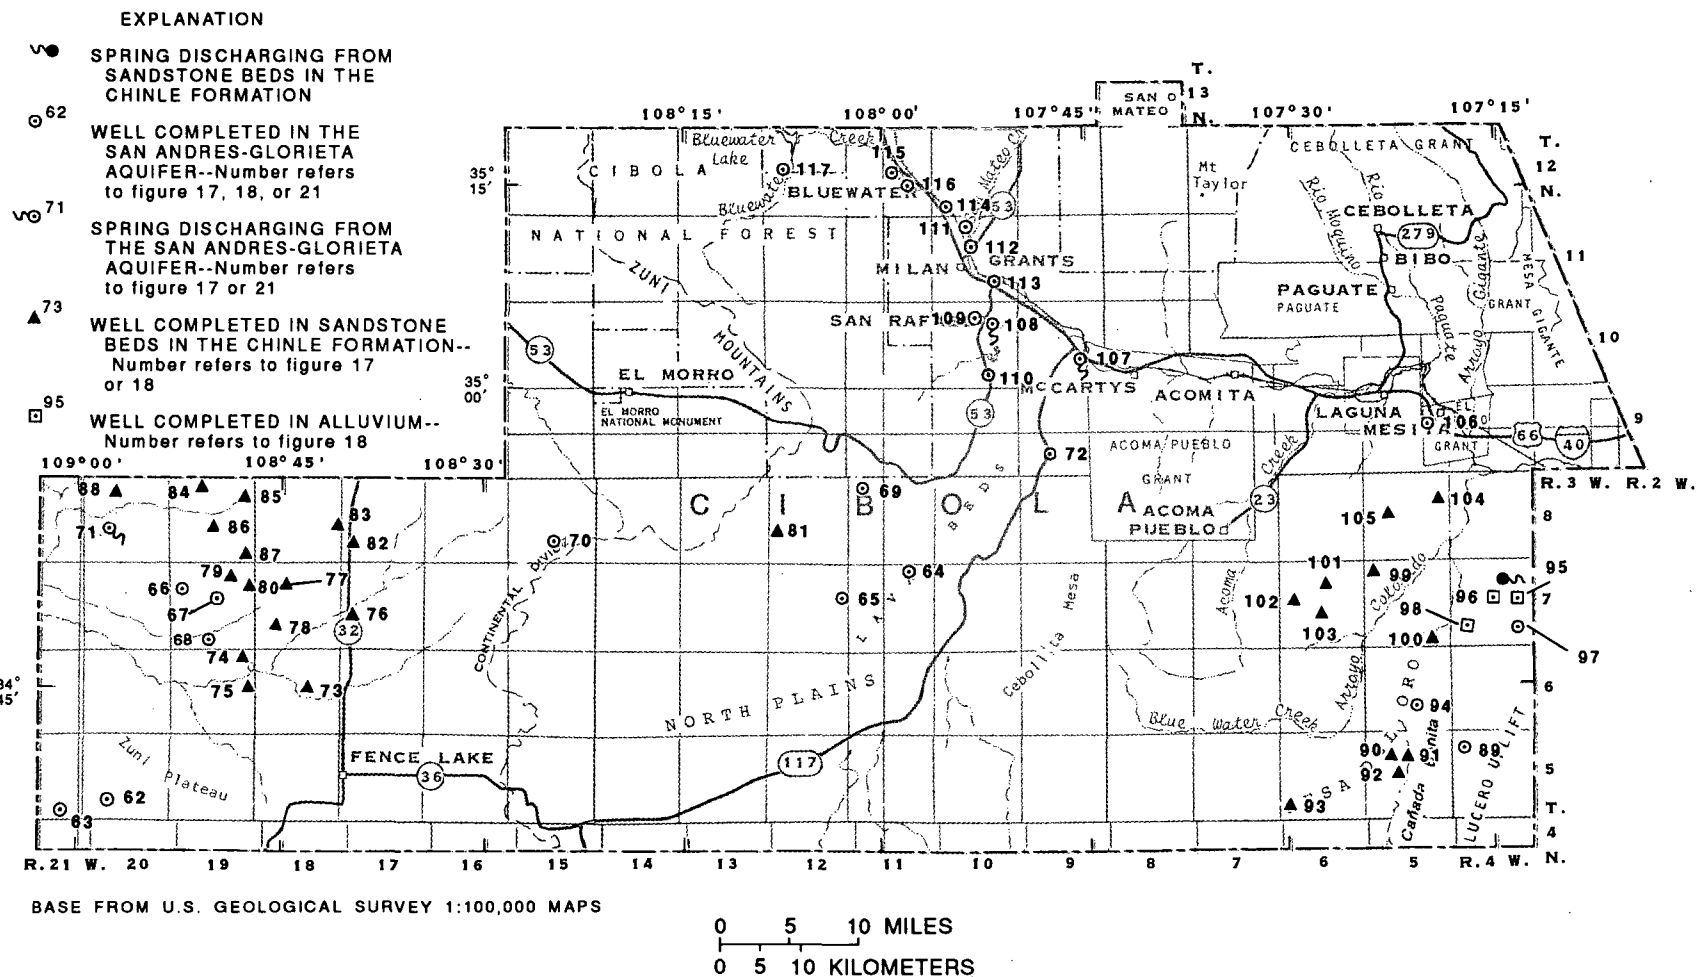 EXPLANATION
SPRING DISCHARGING FROM
SANDSTONE BEDS IN THE
CHINLE FORMATION
62
WELL COMPLETED IN THE
SAN ANDRES-GLORIETA
AQUIFER--Number refers
to figure 17, 18, or 21
71
SPRING DISCHARGING FROM
THE SAN ANDRES-GLORIETA
AQUIFER--Number refers
to figure 17 or 21
73
WELL COMPLETED IN SANDSTONE
BEDS IN THE CHINLE FORMATION--
Number refers to figure 17
or 18
95
WELL COMPLETED IN ALLUVIUM--
Number refers to figure 18
T.
13
N.
SAN
MATEO
108°15'
108°00'
107°45'
107°30'
107°15'
T.
12
N.
Bluewater
Lake
Creek
115
San Mateo C
CEBOLLETA GRANT
35°
15'
CIBOLA
117
BLUEWATER
116
Mt
Taylor
Bluewater
114
53
Rio Moquino
Rio
CEBOLLETA
111
279
NATIONAL FOREST
112
GRANTS
BIBO
11
ZUNI
MILAN
113
PAGUATE
PAGUATE
Paguate
Arroyo Gigante
GRANT
MESA GIGANTE
SAN RAF
109
108
10
53
MOUNTAINS
107
EL MORRO
110
McCARTYS
ACOMITA
35°
00'
EL MORRO
NATIONAL MONUMENT
53
LAGUNA
EL
MESITA
106
GRANT
9
66
40
ACOMA PUEBLO
GRANT
Creek
72
109°00'
108°45'
108°30'
R.3 W.
R.2 W.
88
84
85
69
CIBOLA
23
104
71
86
83
BEDS
ACOMA
PUEBLO
105
8
87
82
70
81
79
80
77
CONTINENTAL DIVIDE
64
101
99
95
66
67
76
65
LAVA
Mesa
Acoma
102
Colorado
96
7
68
78
32
103
98
100
97
74
Cebollita
75
73
34°
45'
NORTH PLAINS
Arroyo
6
Blue Water Creek
94
DEL ORO
Zuni Plateau
FENCE LAKE
117
90
91
89
36
92
Cañada Bonita
LUCERO UPLIFT
5
62
93
63
T.
4
N.
R.21 W.
20
19
18
17
16
15
14
13
12
11
10
9
8
7
6
5
R.4 W.
BASE FROM U.S. GEOLOGICAL SURVEY 1:100,000 MAPS
0 5 10 MILES
0 5 10 KILOMETERS